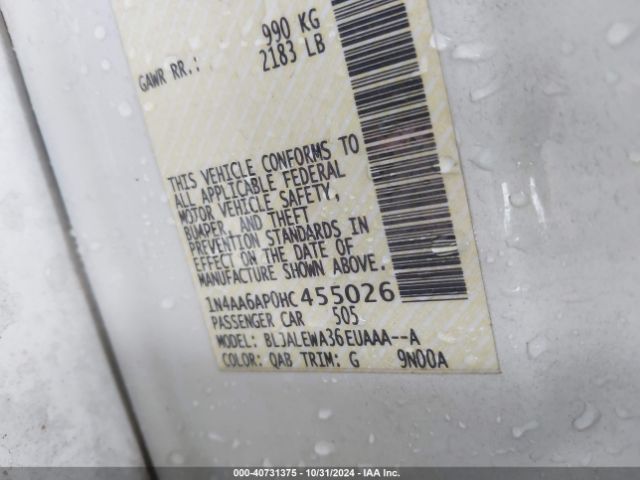 990 KG
GAWR RR.: 2183 LB
THIS VEHICLE CONFORMS TO
ALL APPLICABLE FEDERAL
MOTOR VEHICLE SAFETY,
BUMPER, AND THEFT
PREVENTION STANDARDS IN
EFFECT ON THE DATE OF
MANUFACTURE SHOWN ABOVE.
1N4AA6AP0HC455026
PASSENGER CAR 505
MODEL: BLJALEWA36EUAAA--A
COLOR: QAB TRIM: G 9N00A
000-40731375 - 10/31/2024 - IAA Inc.